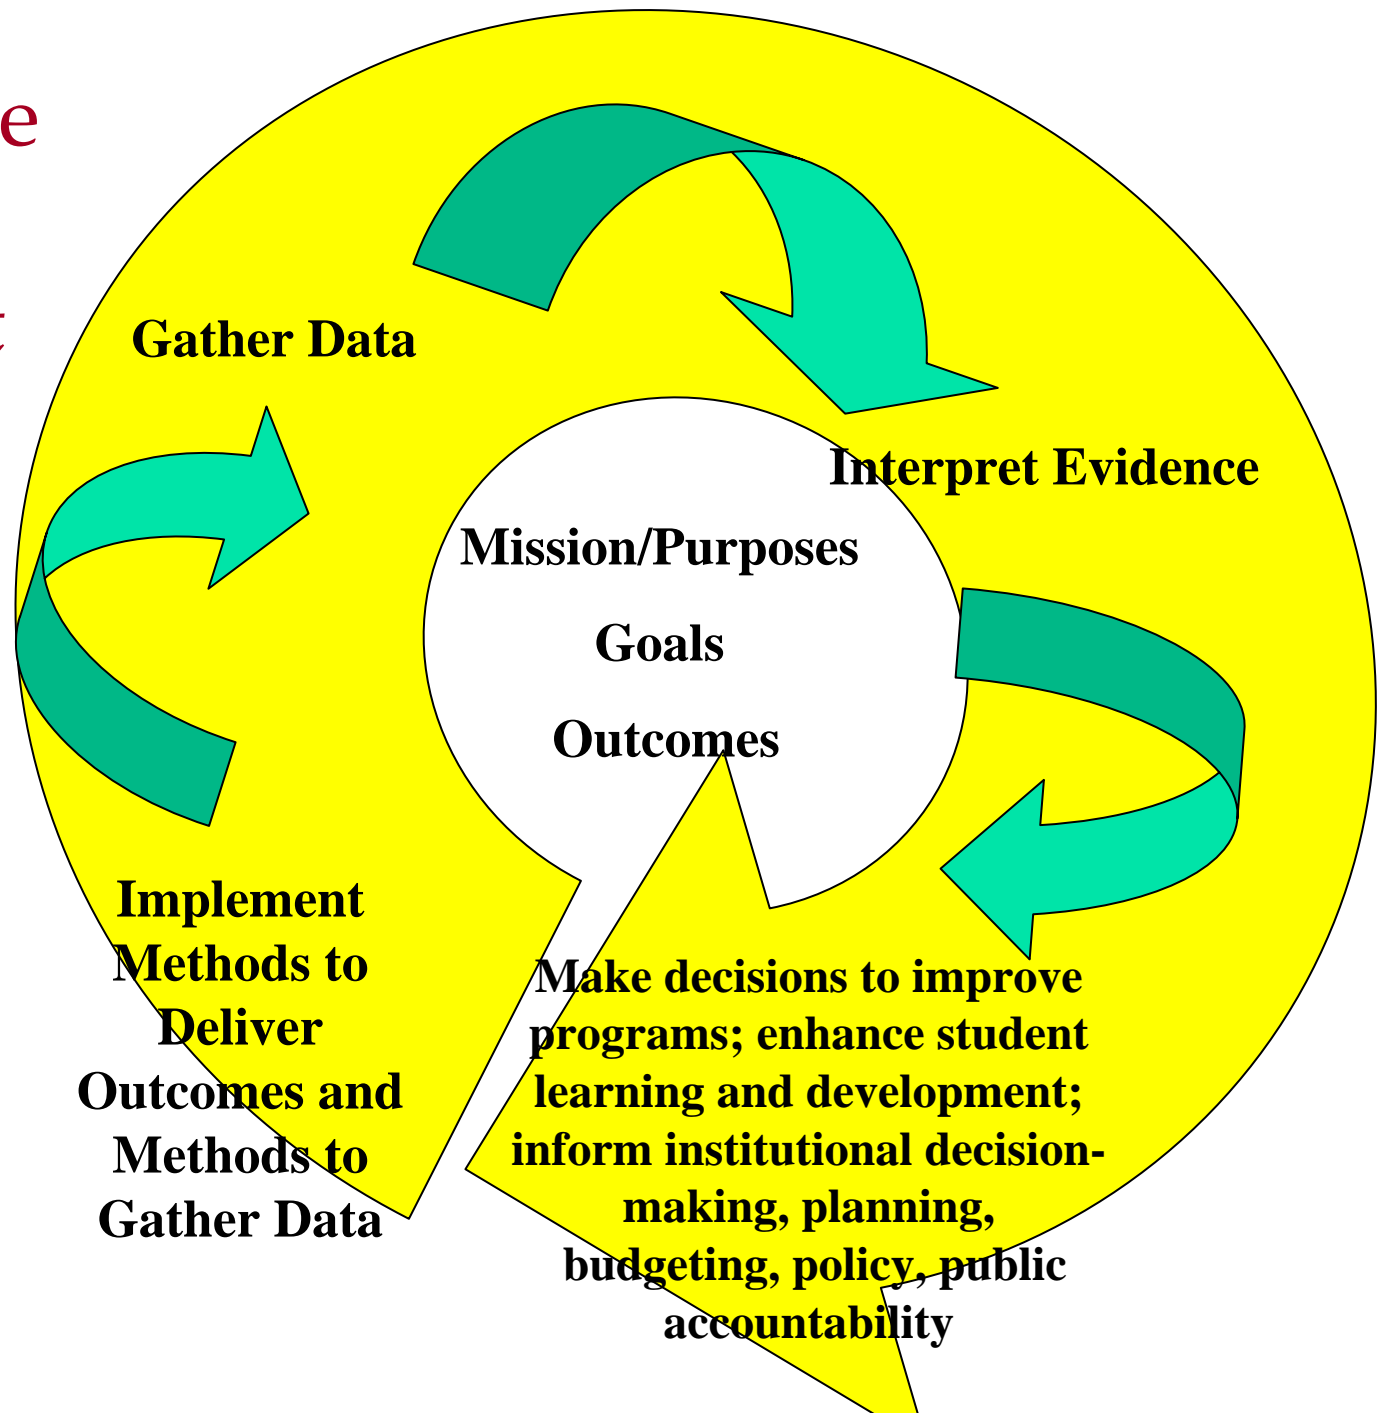 e
t
Gather Data
Interpret Evidence
Mission/Purposes
Goals
Outcomes
Implement
Methods to
Deliver
Outcomes and
Methods to
Gather Data
Make decisions to improve
programs; enhance student
learning and development;
inform institutional decision-
making, planning,
budgeting, policy, public
accountability